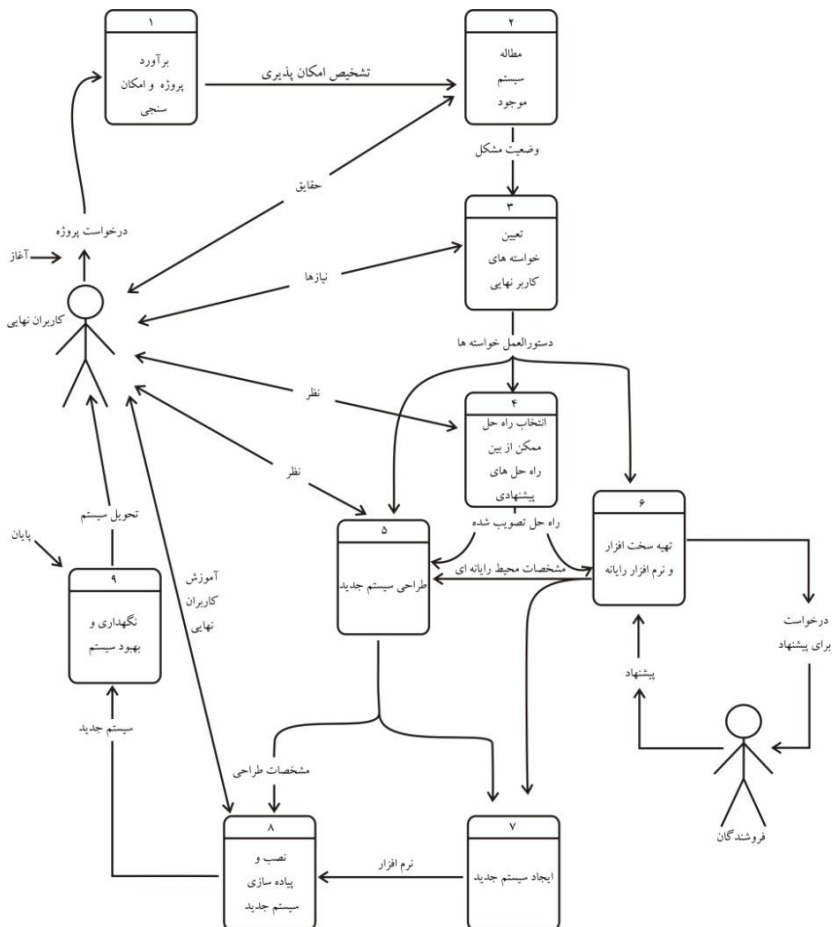 ۱
برآورد
پروژه و امکان
سنجی
تشخیص امکان پذیری
۲
مطاله
سیستم
موجود
وضعیت مشکل
حقایق
۳
تعیین
خواسته های
کاربر نهایی
درخواست پروژه
آغاز
نیازها
کاربران نهایی
دستورالعمل خواسته ها
نظر
۴
انتخاب راه حل
ممکن از بین
راه حل های
پیشنهادی
نظر
راه حل تصویب شده
۵
طراحی سیستم جدید
مشخصات محیط رایانه ای
۶
تهیه سخت افزار
و نرم افزار رایانه
تحویل سیستم
پایان
۹
نگهداری و
بهبود سیستم
آموزش
کاربران
نهایی
درخواست
برای پیشنهاد
پیشنهاد
سیستم جدید
مشخصات طراحی
فروشندگان
۸
نصب و
پیاده سازی
سیستم جدید
نرم افزار
۷
ایجاد سیستم جدید